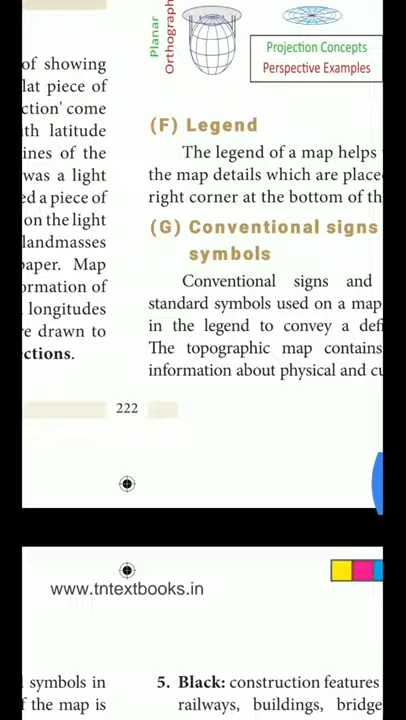 Planar
Orthograph
Projection Concepts
Perspective Examples
of showing
lat piece of
ction' come
th latitude
ines of the
was a light
ed a piece of
on the light
landmasses
paper. Map
ormation of
longitudes
re drawn to
ctions.
(F) Legend
The legend of a map helps
the map details which are place
right corner at the bottom of th
(G) Conventional signs
symbols
Conventional signs and
standard symbols used on a map
in the legend to convey a defi
The topographic map contains
information about physical and cu
222
www.tntextbooks.in
symbols in
f the map is
5. Black: construction features
railways, buildings, bridge